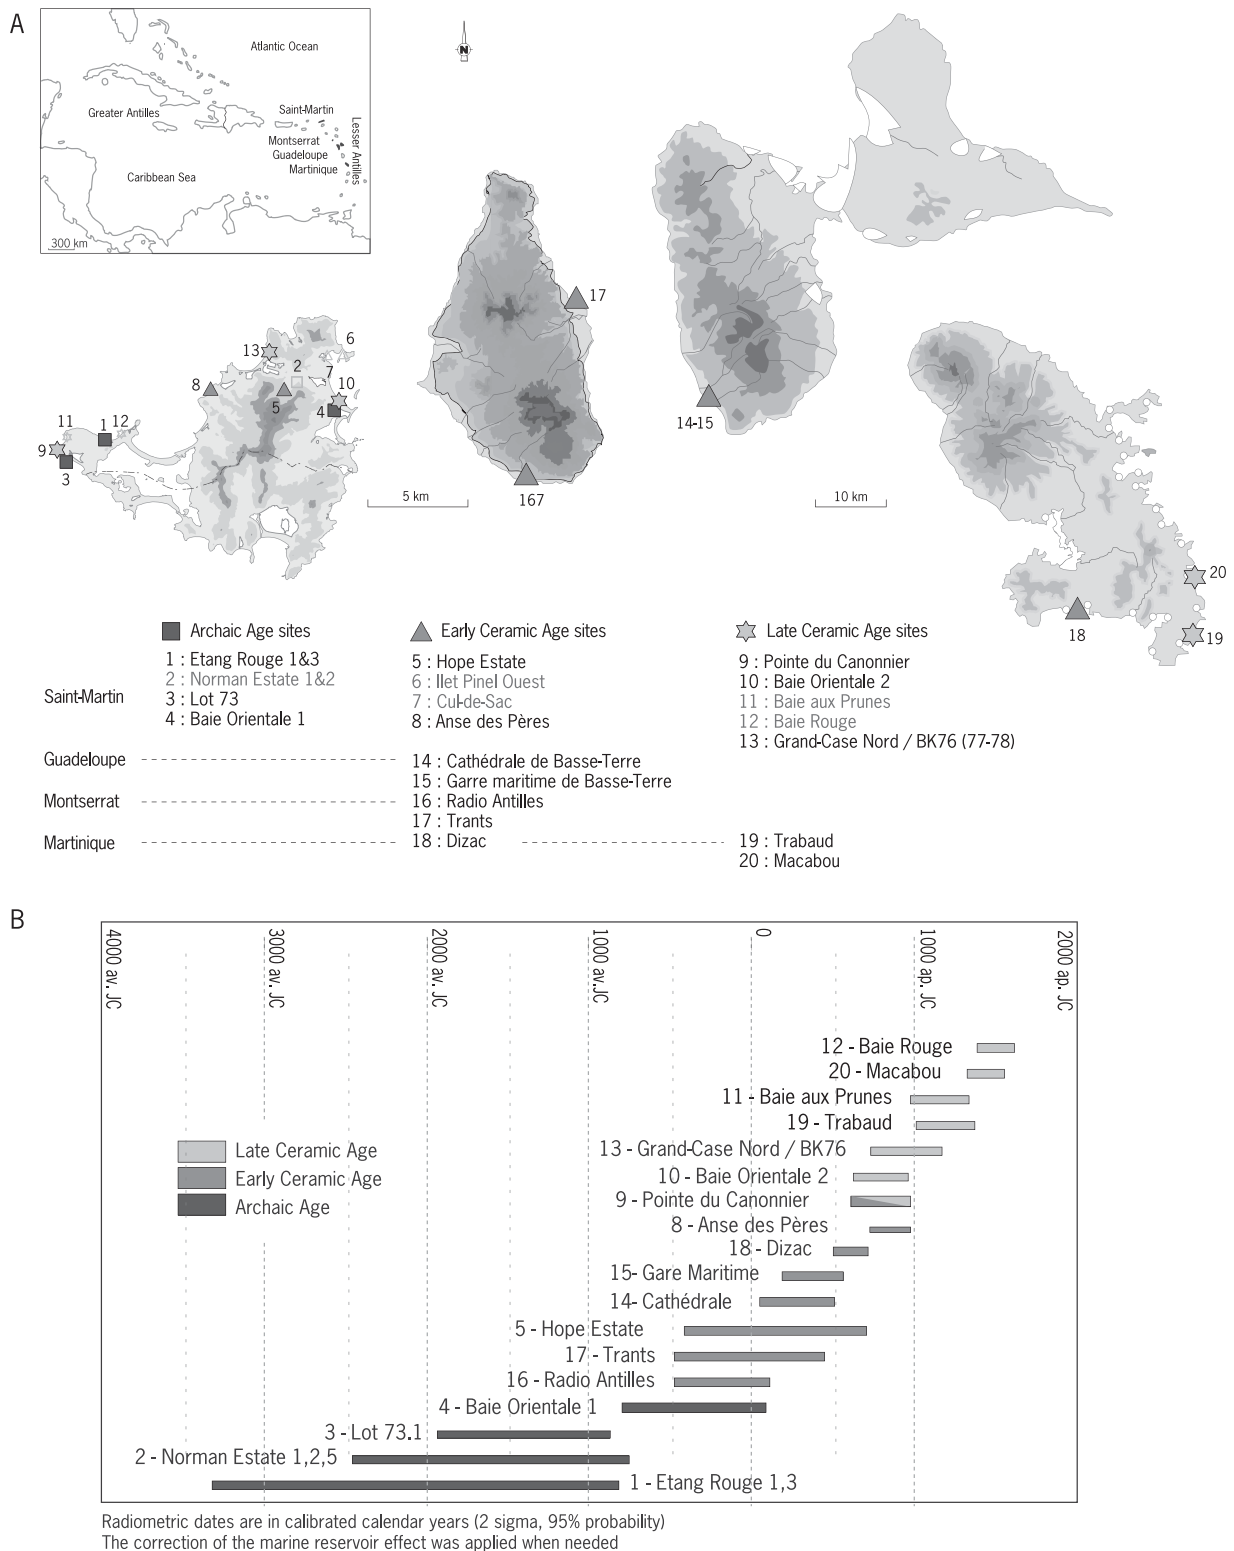 A
Atlantic Ocean
Greater Antilles
Saint-Martin
Lesser Antilles
Montserrat
Guadeloupe
Martinique
Caribbean Sea
300 km
N
17
13
6
2
7
8
10
5
4
11
1
12
9
3
14-15
5 km
167
10 km
20
18
19
Archaic Age sites
1 : Etang Rouge 1&3
2 : Norman Estate 1&2
3 : Lot 73
4 : Baie Orientale 1
Early Ceramic Age sites
5 : Hope Estate
6 : Ilet Pinel Ouest
7 : Cul-de-Sac
8 : Anse des Pères
Late Ceramic Age sites
9 : Pointe du Canonnier
10 : Baie Orientale 2
11 : Baie aux Prunes
12 : Baie Rouge
13 : Grand-Case Nord / BK76 (77-78)
Saint-Martin
Guadeloupe
14 : Cathédrale de Basse-Terre
15 : Garre maritime de Basse-Terre
Montserrat
16 : Radio Antilles
17 : Trants
Martinique
18 : Dizac
19 : Trabaud
20 : Macabou
B
4000 av. JC
3000 av. JC
2000 av. JC
1000 av. JC
0
1000 ap. JC
2000 ap. JC
12 - Baie Rouge
20 - Macabou
11 - Baie aux Prunes
19 - Trabaud
13 - Grand-Case Nord / BK76
10 - Baie Orientale 2
9 - Pointe du Canonnier
8 - Anse des Pères
18 - Dizac
15- Gare Maritime
14- Cathédrale
5 - Hope Estate
17 - Trants
16 - Radio Antilles
4 - Baie Orientale 1
3 - Lot 73.1
2 - Norman Estate 1,2,5
1 - Etang Rouge 1,3
Late Ceramic Age
Early Ceramic Age
Archaic Age
Radiometric dates are in calibrated calendar years (2 sigma, 95% probability)
The correction of the marine reservoir effect was applied when needed